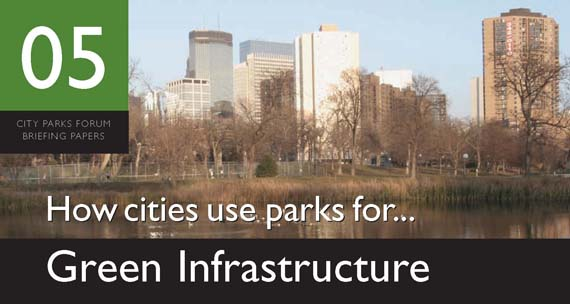 05
CITY PARKS FORUM
BRIEFING PAPERS
How cities use parks for...
Green Infrastructure